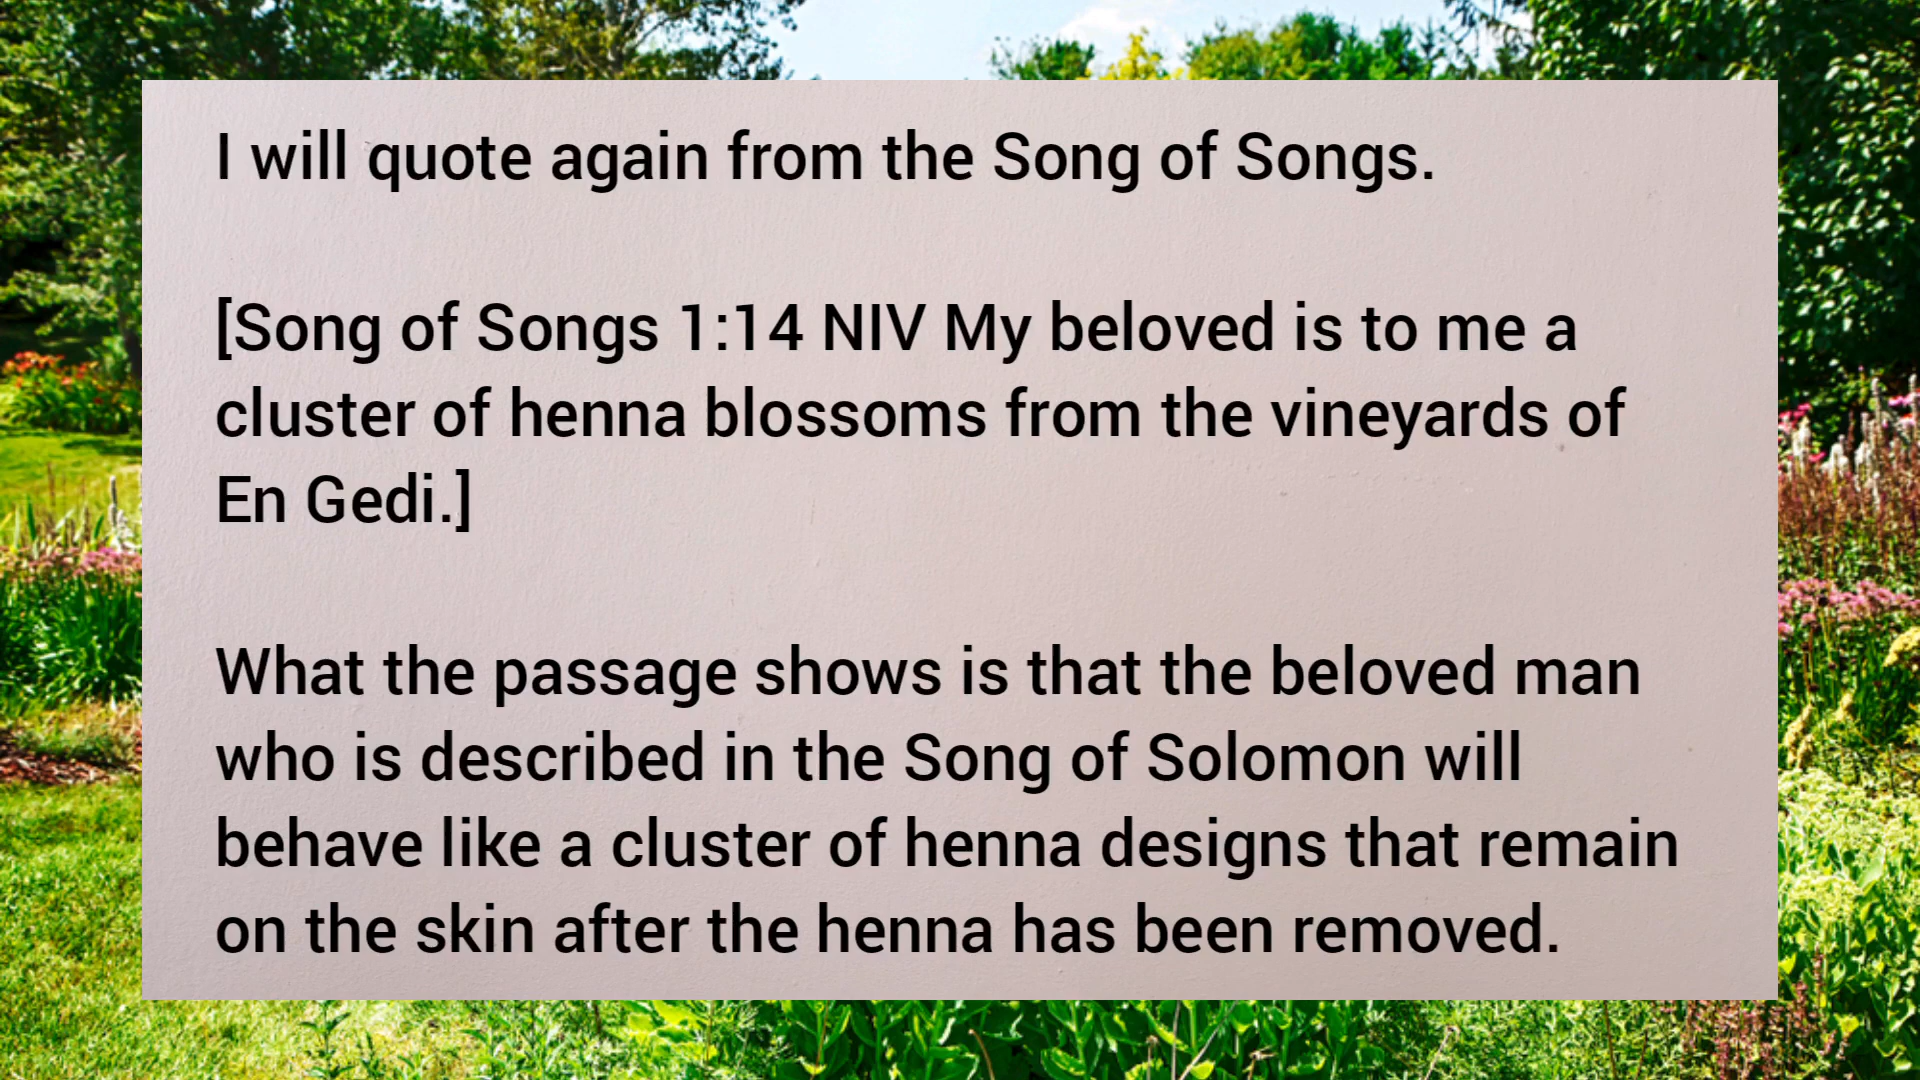 I will quote again from the Song of Songs.
[Song of Songs 1:14 NIV My beloved is to me a
cluster of henna blossoms from the vineyards of
En Gedi.]
What the passage shows is that the beloved man
who is described in the Song of Solomon will
behave like a cluster of henna designs that remain
on the skin after the henna has been removed.